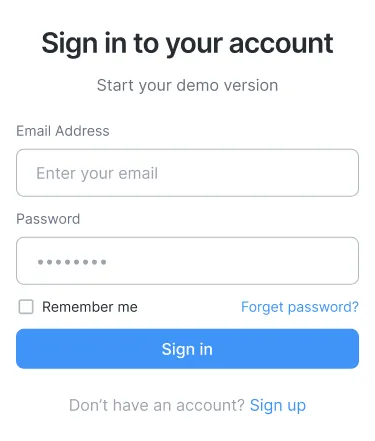 Sign in to your account
Start your demo version
Email Address
Enter your email
Password
Remember me Forget password?
Sign in
Don't have an account? Sign up